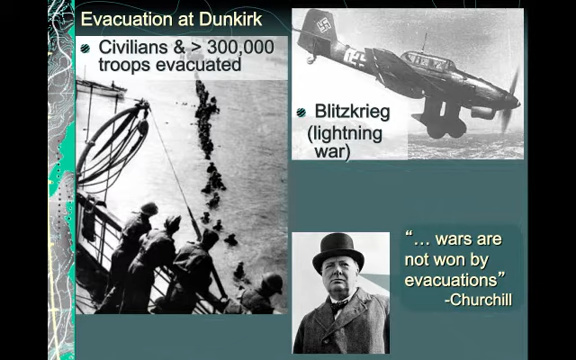 Evacuation at Dunkirk
Civilians & > 300,000
troops evacuated
Blitzkrieg
(lightning
war)
“… wars are
not won by
evacuations”
-Churchill